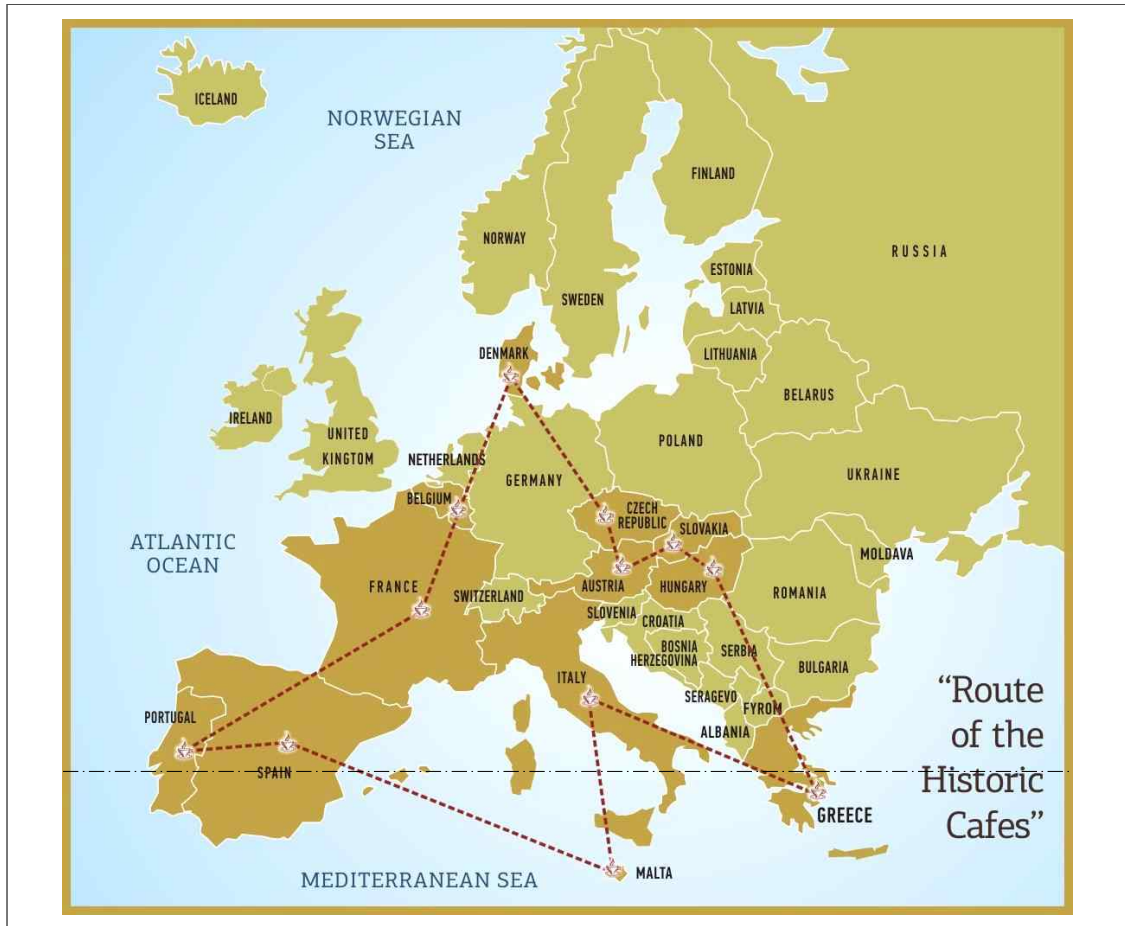 ICELAND
NORWEGIAN
SEA
FINLAND
NORWAY
RUSSIA
ESTONIA
SWEDEN
LATVIA
DENMARK
LITHUANIA
BELARUS
IRELAND
UNITED
KINGTOM
POLAND
NETHERLANDS
GERMANY
UKRAINE
BELGIUM
CZECH
REPUBLIC
SLOVAKIA
ATLANTIC
OCEAN
MOLDAVA
FRANCE
SWITZERLAND
AUSTRIA
HUNGARY
ROMANIA
SLOVENIA
CROATIA
BOSNIA
HERZEGOVINA
SERBIA
BULGARIA
ITALY
SERAGEVO
FYROM
PORTUGAL
ALBANIA
SPAIN
GREECE
"Route
of the
Historic
Cafes"
MALTA
MEDITERRANEAN SEA